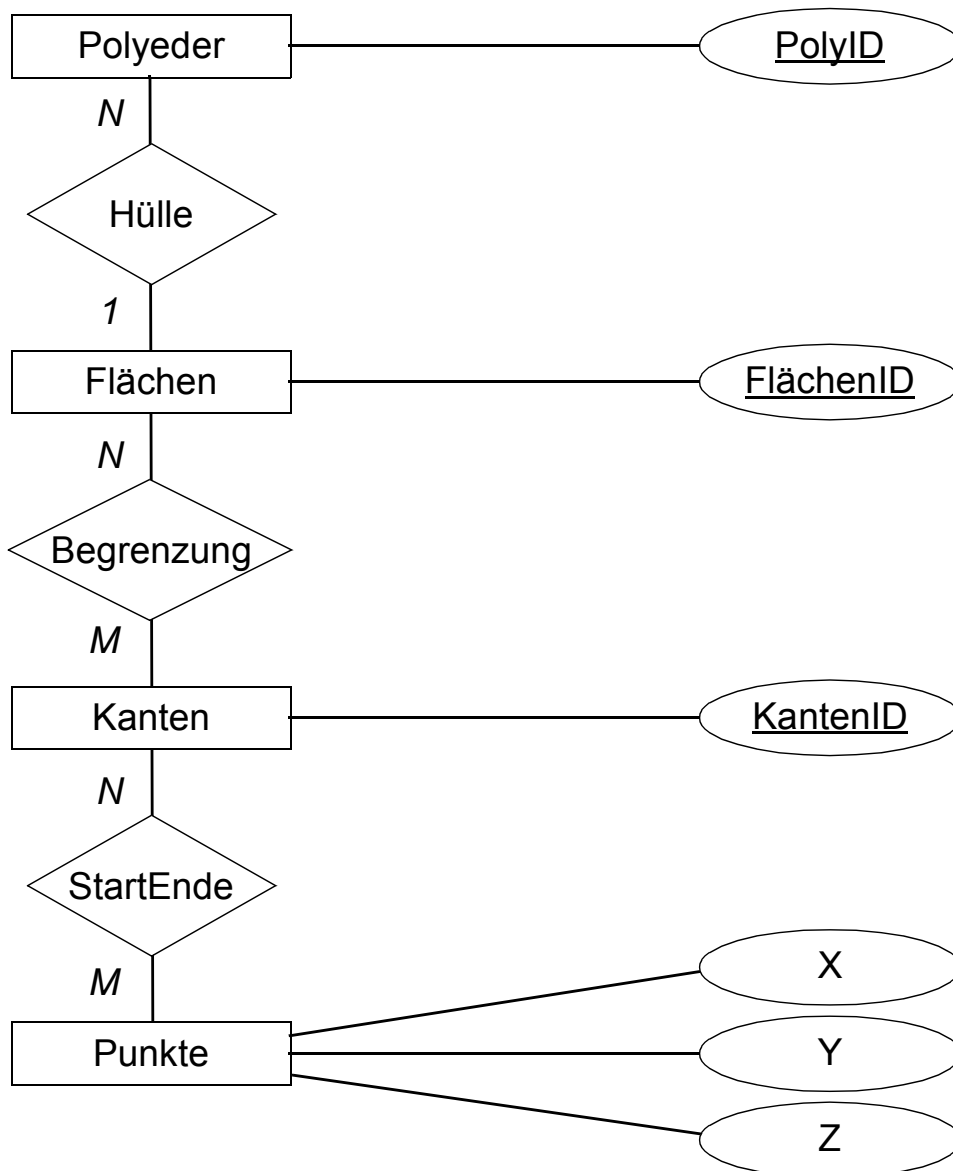 Polyeder PolyID
N
Hülle
1
Flächen FlächenID
N
Begrenzung
M
Kanten KantenID
N
StartEnde
X
M
Punkte Y
Z